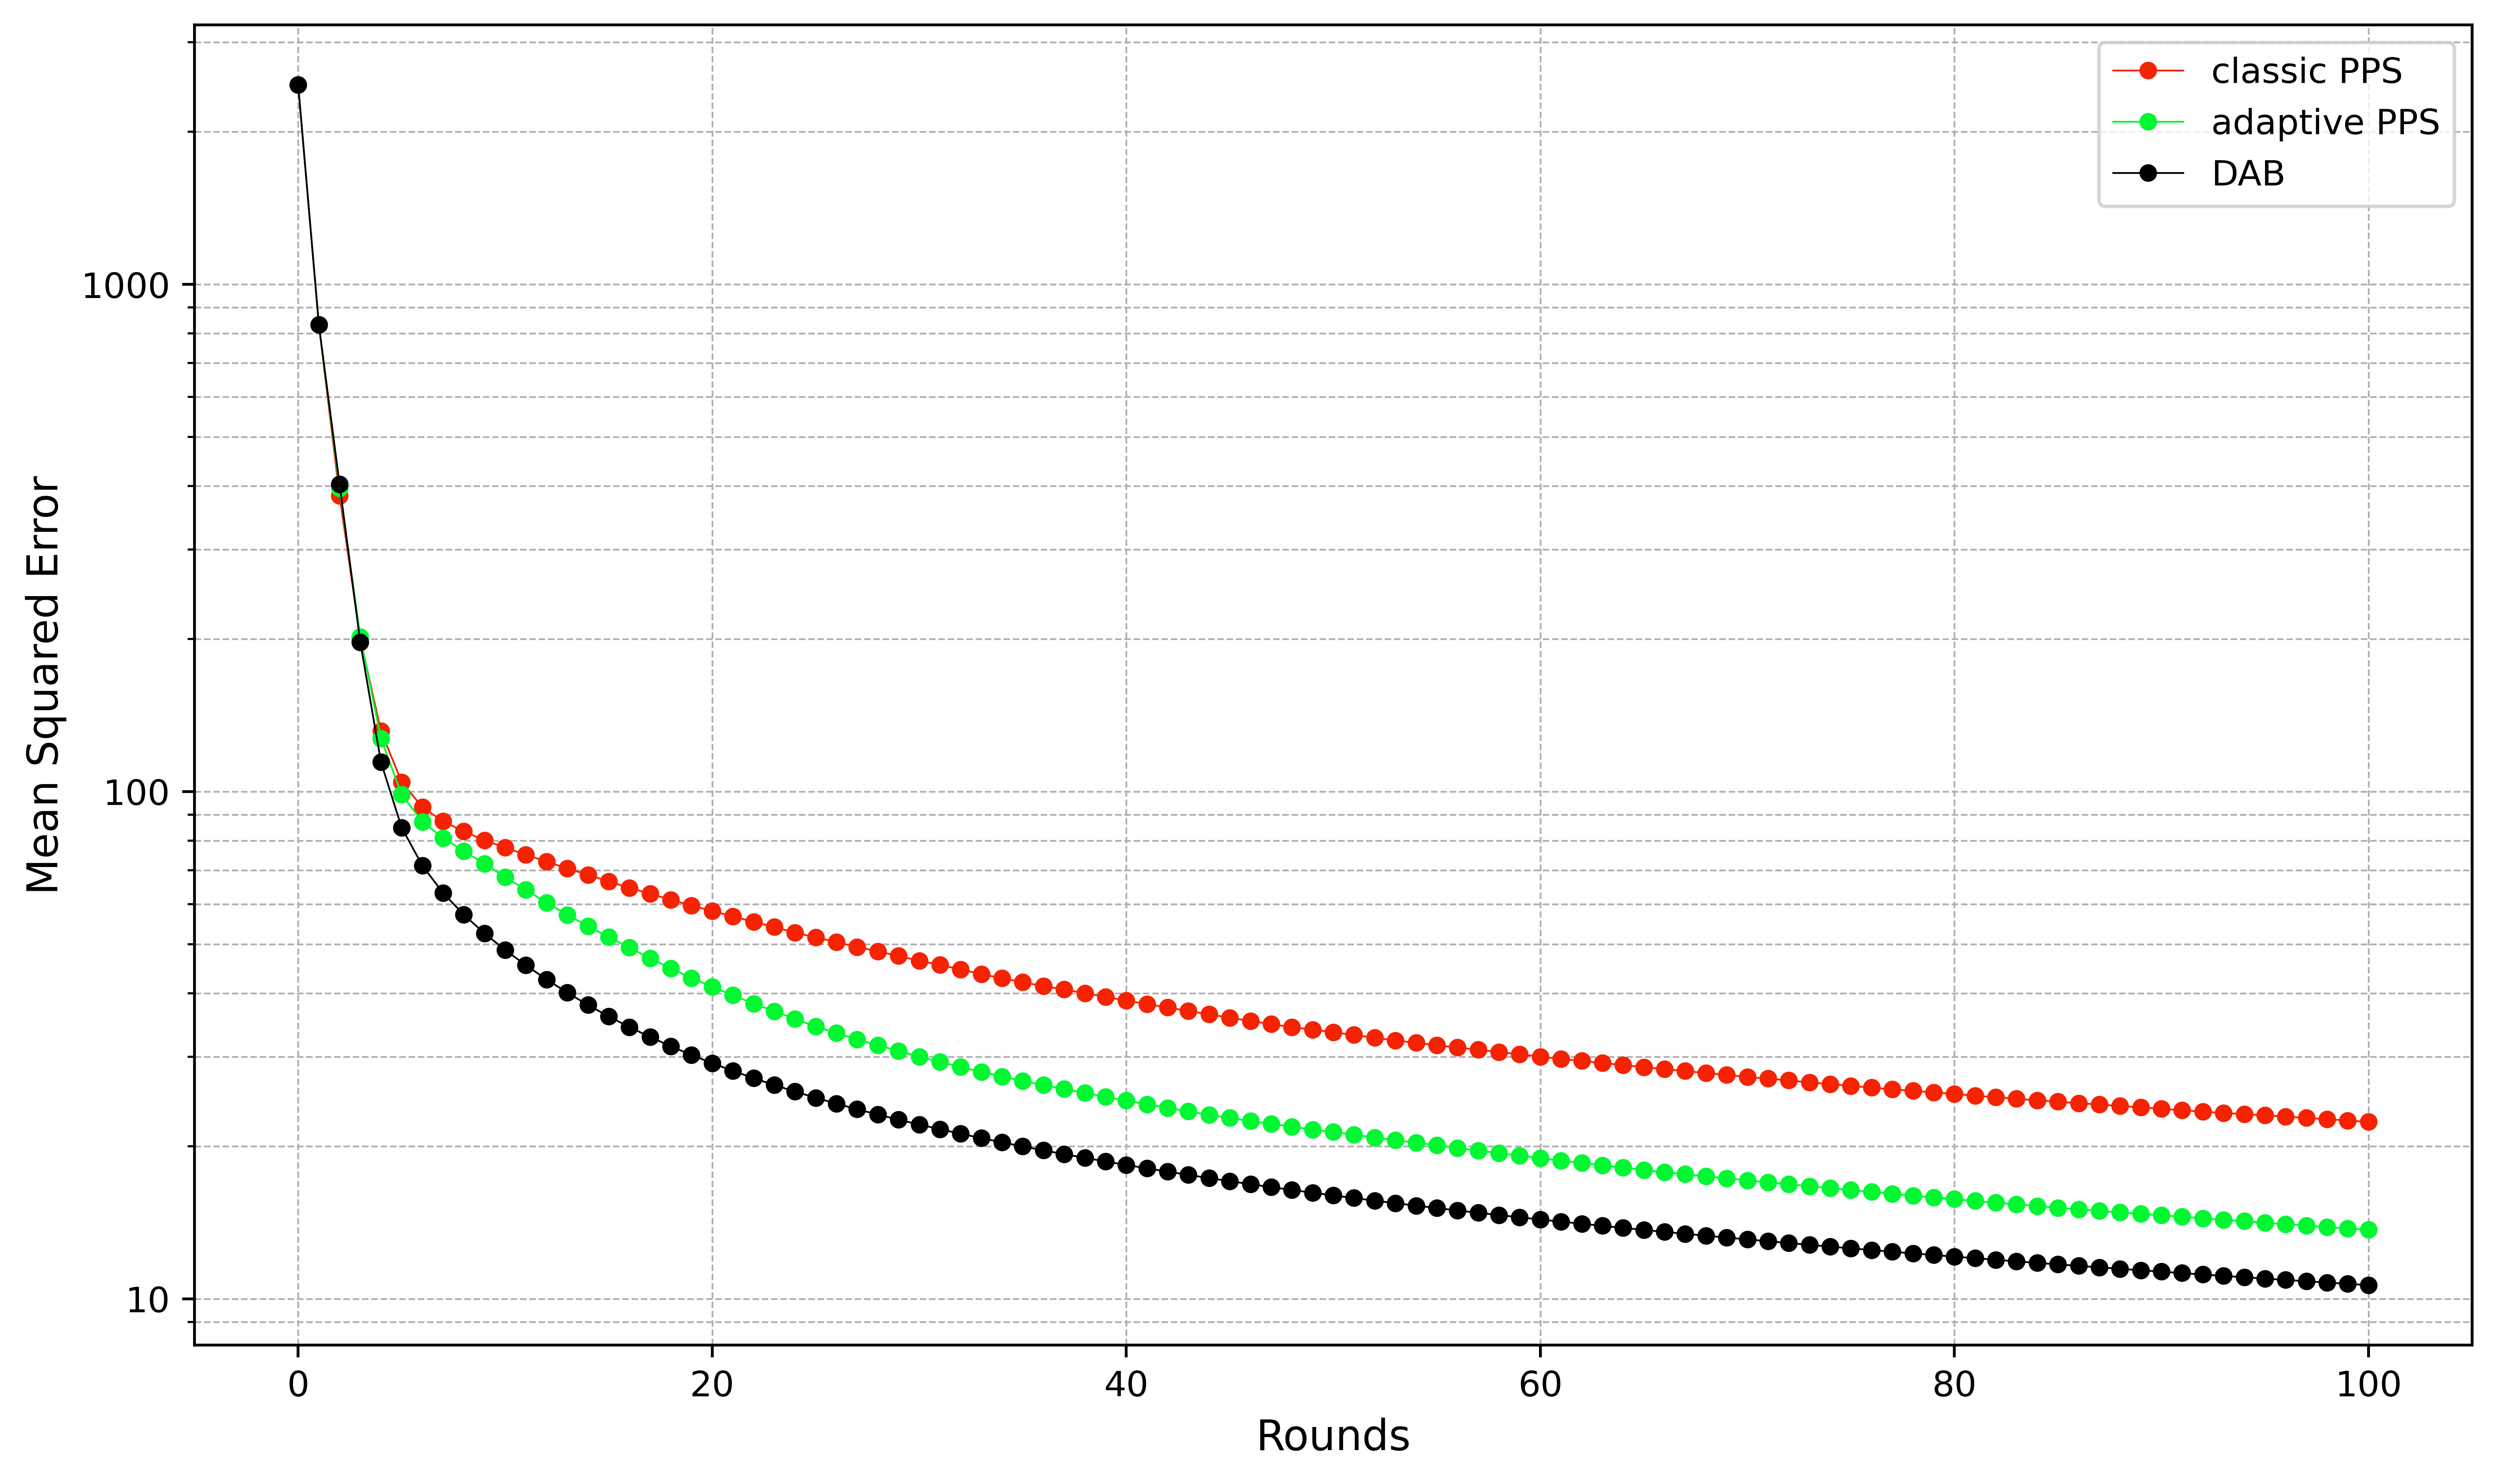 classic PPS
adaptive PPS
DAB
Mean Squared Error
1000
100
10
0 20 40 60 80 100
Rounds